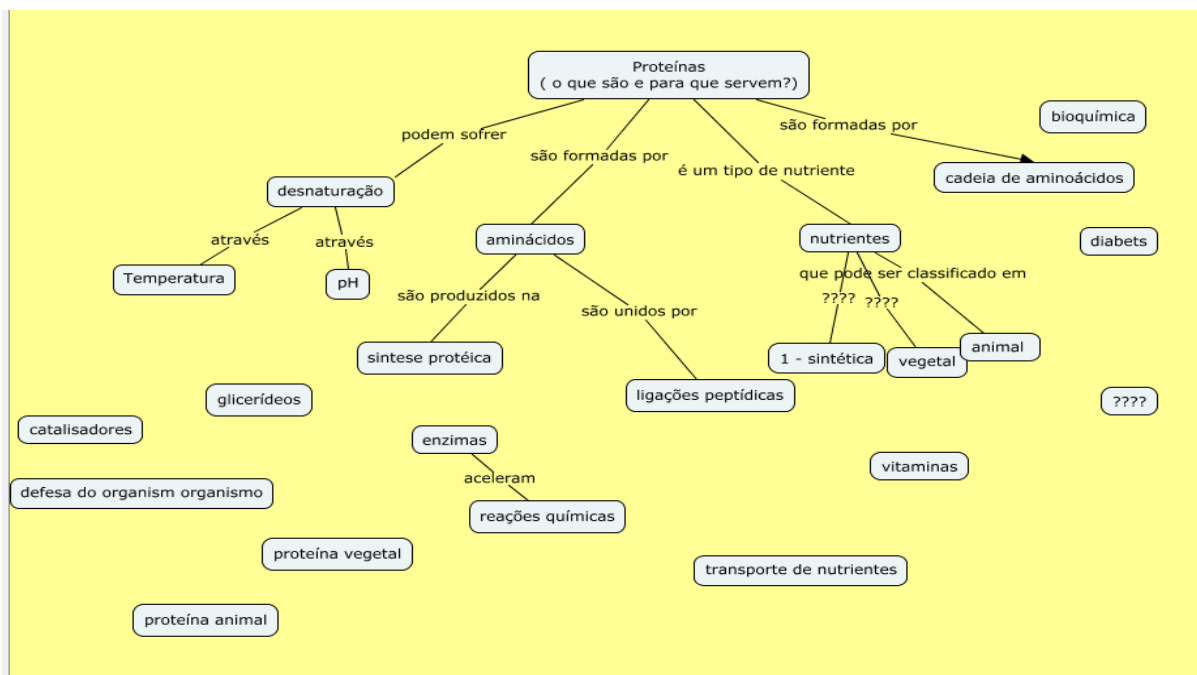 Proteínas
( o que são e para que servem?)
bioquímica
são formadas por
podem sofrer
são formadas por
é um tipo de nutriente
cadeia de aminoácidos
desnaturação
aminácidos
nutrientes
diabets
através
através
que pode ser classificado em
Temperatura
pH
são produzidos na
???? ????
são unidos por
sintese protéica
1 - sintética
vegetal
animal
ligações peptídicas
glicerídeos
????
catalisadores
enzimas
vitaminas
aceleram
defesa do organism organismo
reações químicas
proteína vegetal
transporte de nutrientes
proteína animal